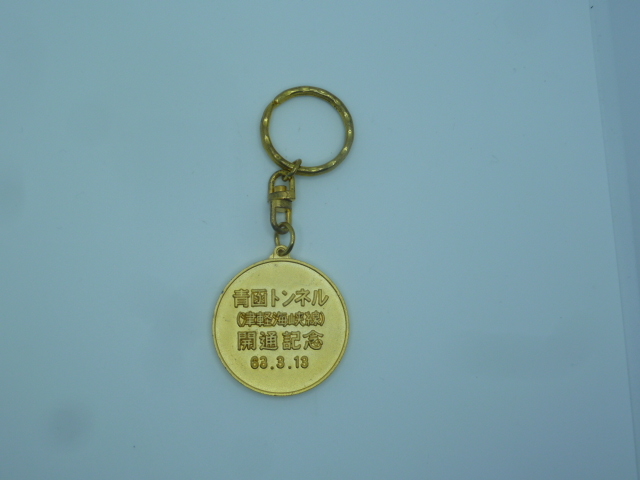 青函トンネル
(津軽海峡線)
開通記念
63.3.13